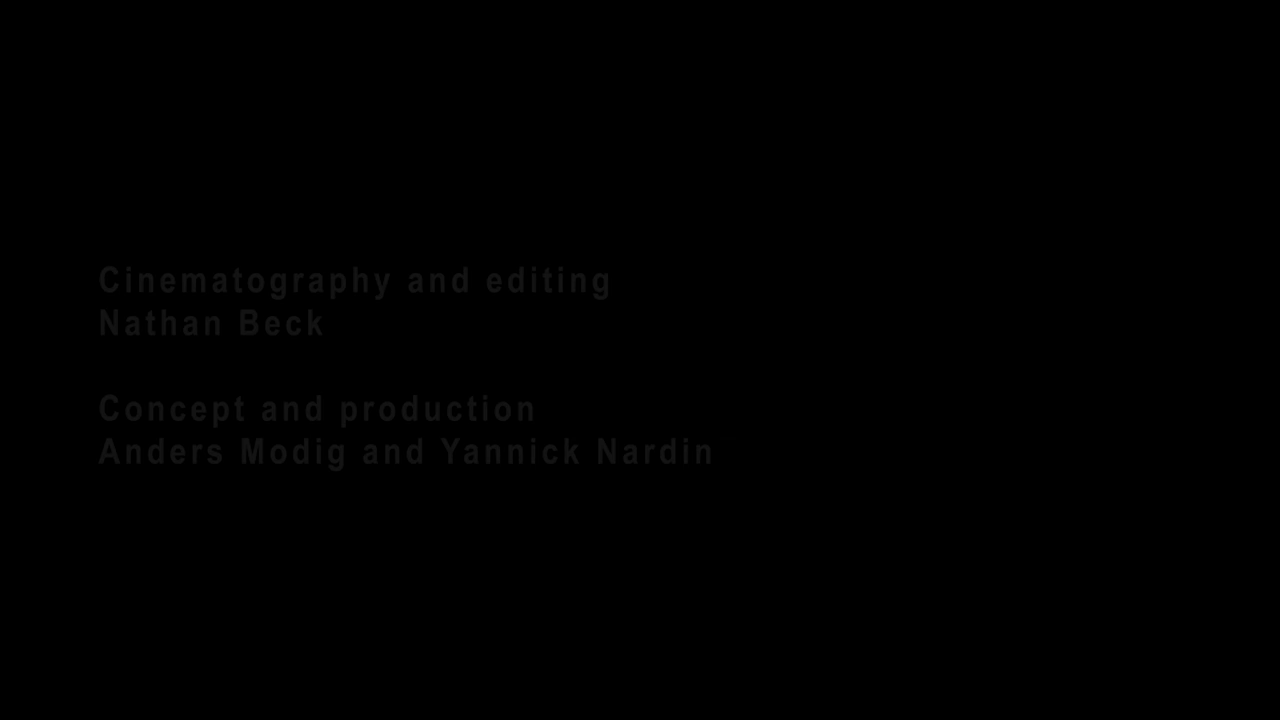 Cinematography and editing
Nathan Beck
Concept and production
Anders Modig and Yannick Nardin